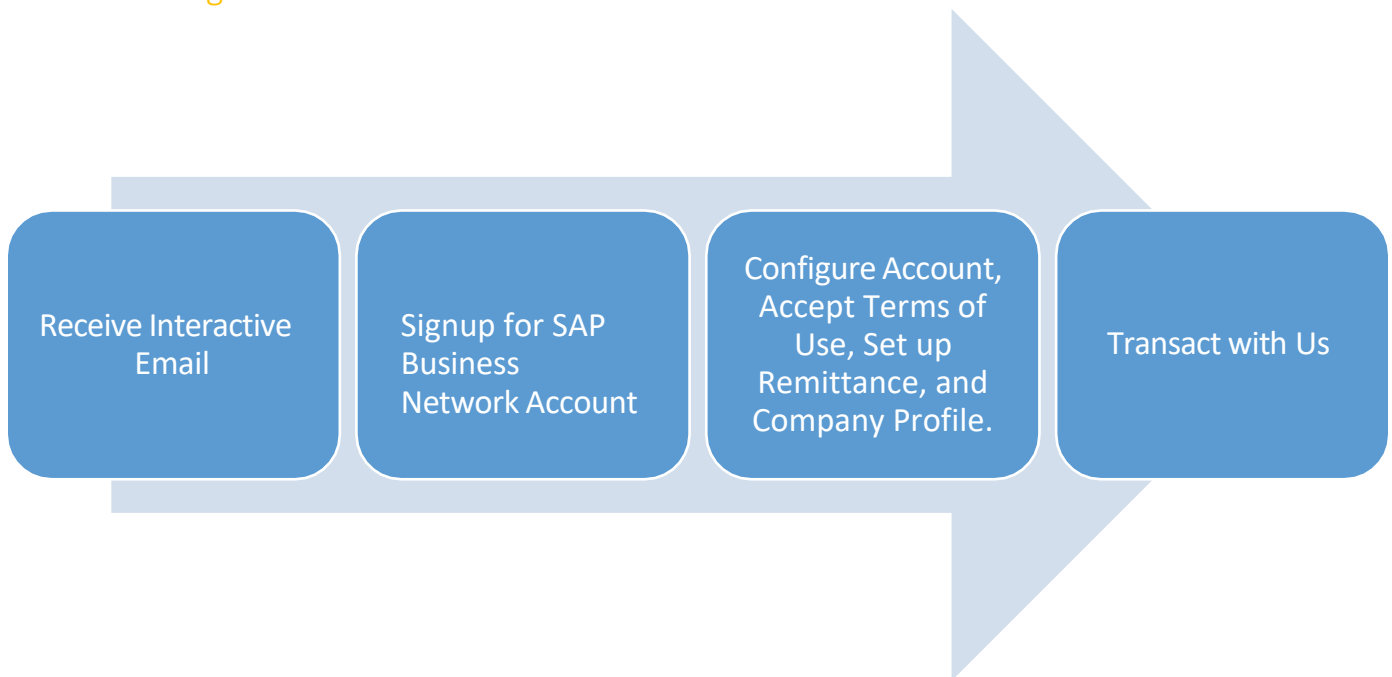 Receive Interactive
Email
Signup for SAP
Business
Network Account
Configure Account,
Accept Terms of
Use, Set up
Remittance, and
Company Profile.
Transact with Us